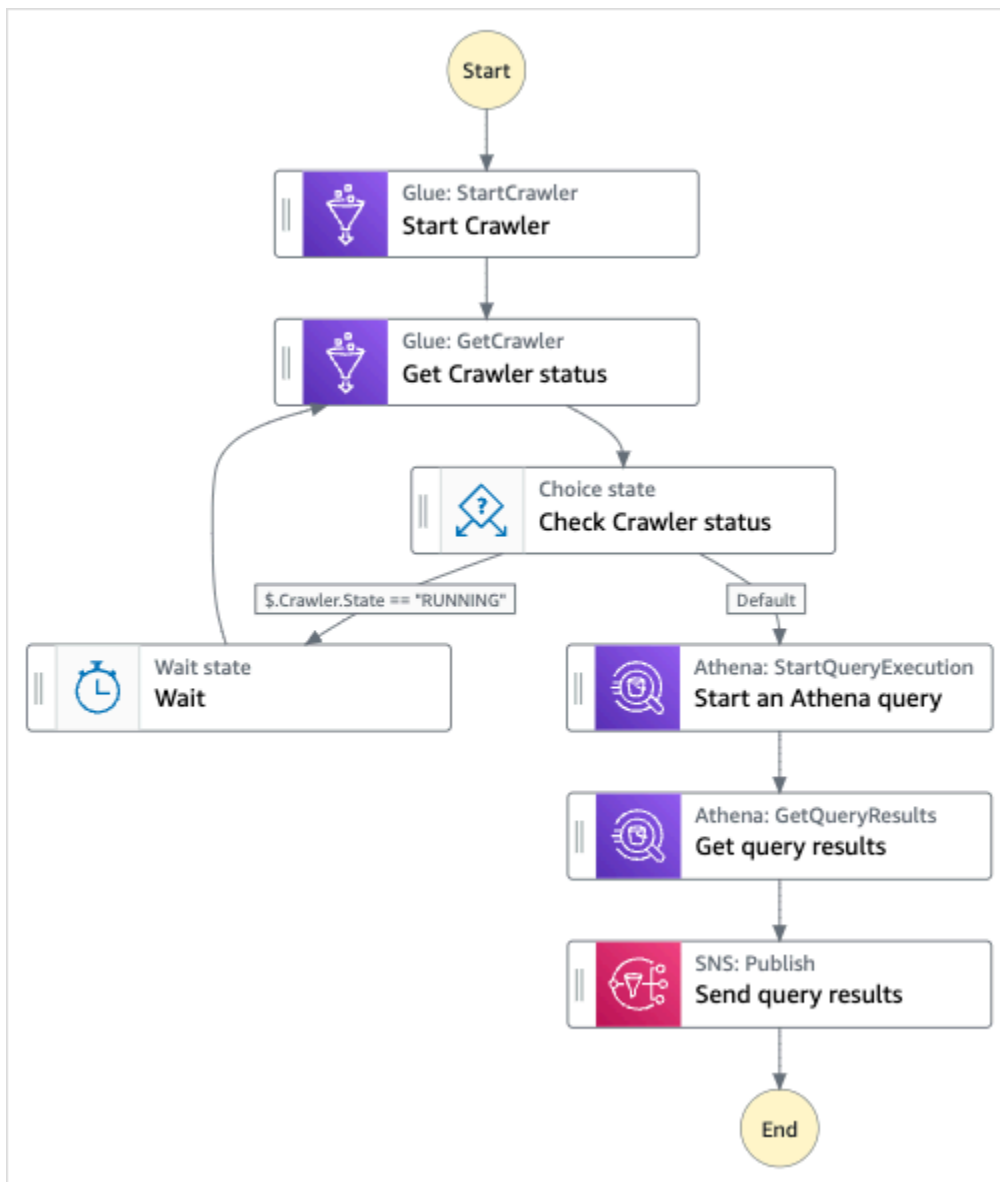 Start
Glue: StartCrawler
Start Crawler
Glue: GetCrawler
Get Crawler status
Choice state
?
Check Crawler status
$.Crawler.State == "RUNNING"
Default
Wait state
Wait
Athena: StartQueryExecution
Start an Athena query
Athena: GetQueryResults
Get query results
SNS: Publish
Send query results
End